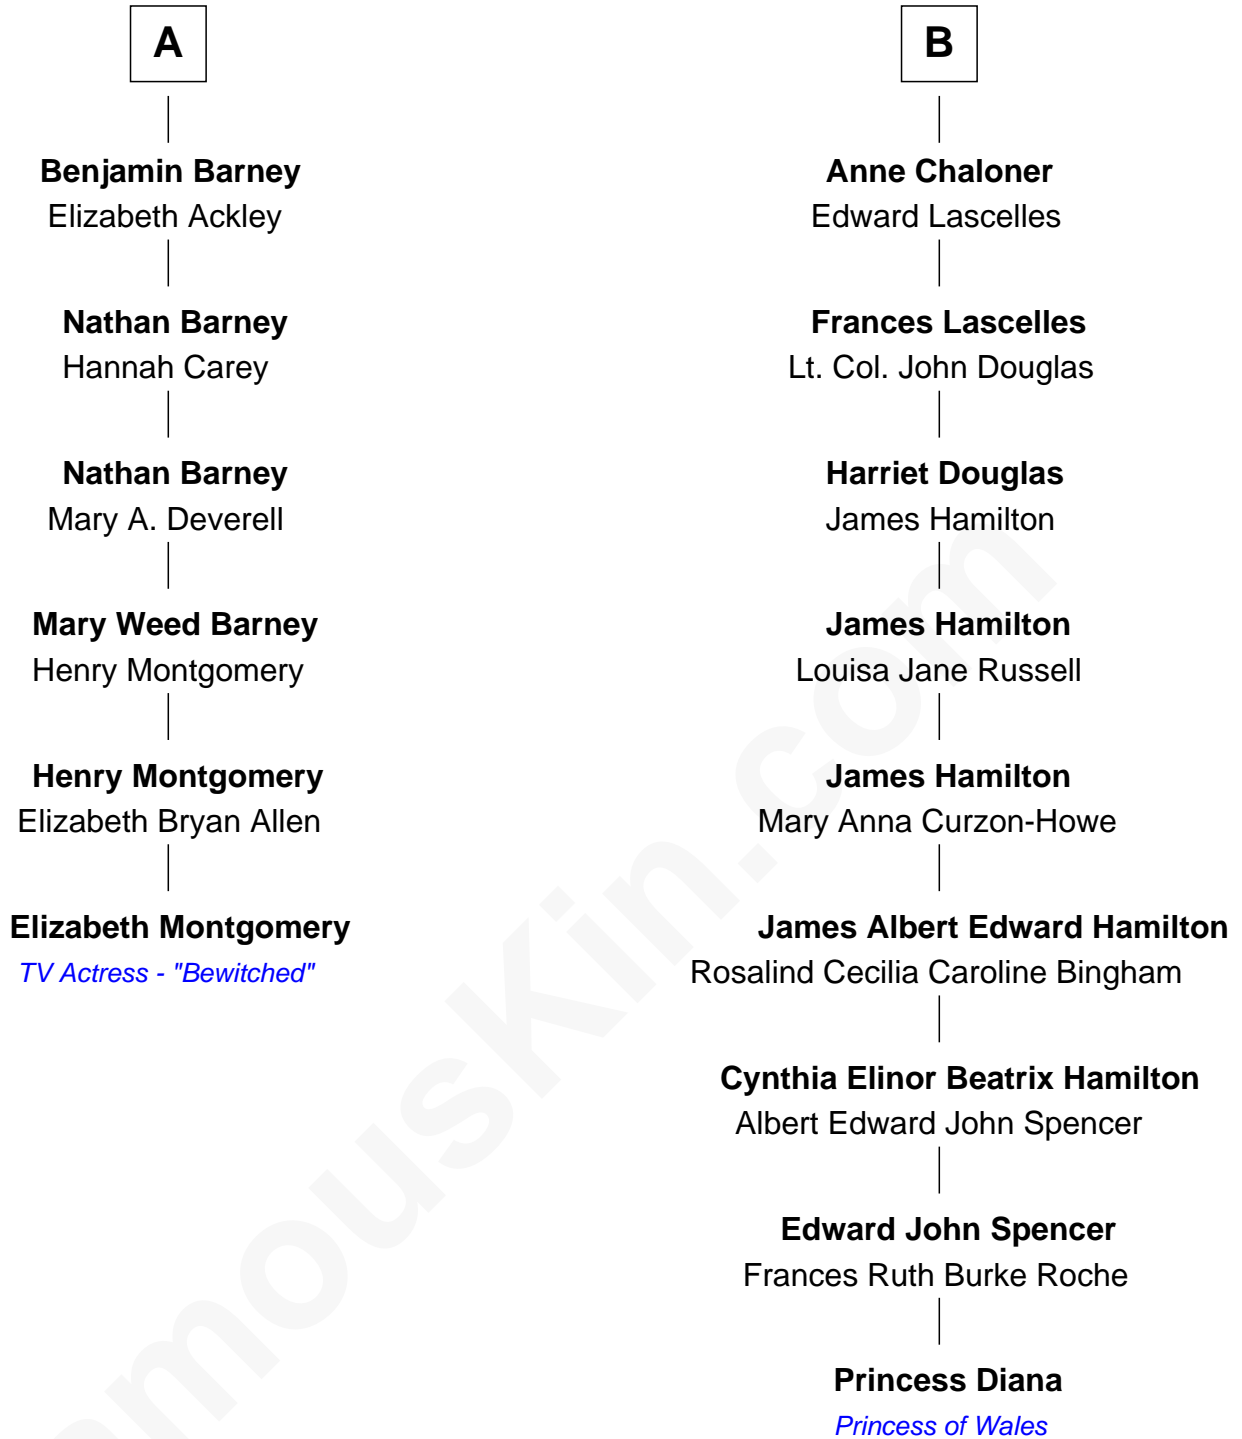 A
Benjamin Barney
Elizabeth Ackley
Nathan Barney
Hannah Carey
Nathan Barney
Mary A. Deverell
Mary Weed Barney
Henry Montgomery
Henry Montgomery
Elizabeth Bryan Allen
Elizabeth Montgomery
TV Actress - "Bewitched"
B
Anne Chaloner
Edward Lascelles
Frances Lascelles
Lt. Col. John Douglas
Harriet Douglas
James Hamilton
James Hamilton
Louisa Jane Russell
James Hamilton
Mary Anna Curzon-Howe
James Albert Edward Hamilton
Rosalind Cecilia Caroline Bingham
Cynthia Elinor Beatrix Hamilton
Albert Edward John Spencer
Edward John Spencer
Frances Ruth Burke Roche
Princess Diana
Princess of Wales
amouskin.com